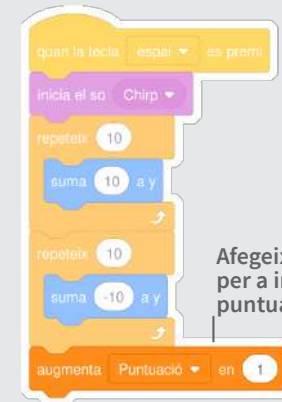 quan la tecla espai es premi
inicia el so Chirp
repeteix 10
suma 10 a y
repeteix 10
suma -10 a y
Afegeix
per a
puntua
augmenta Puntuació en 1